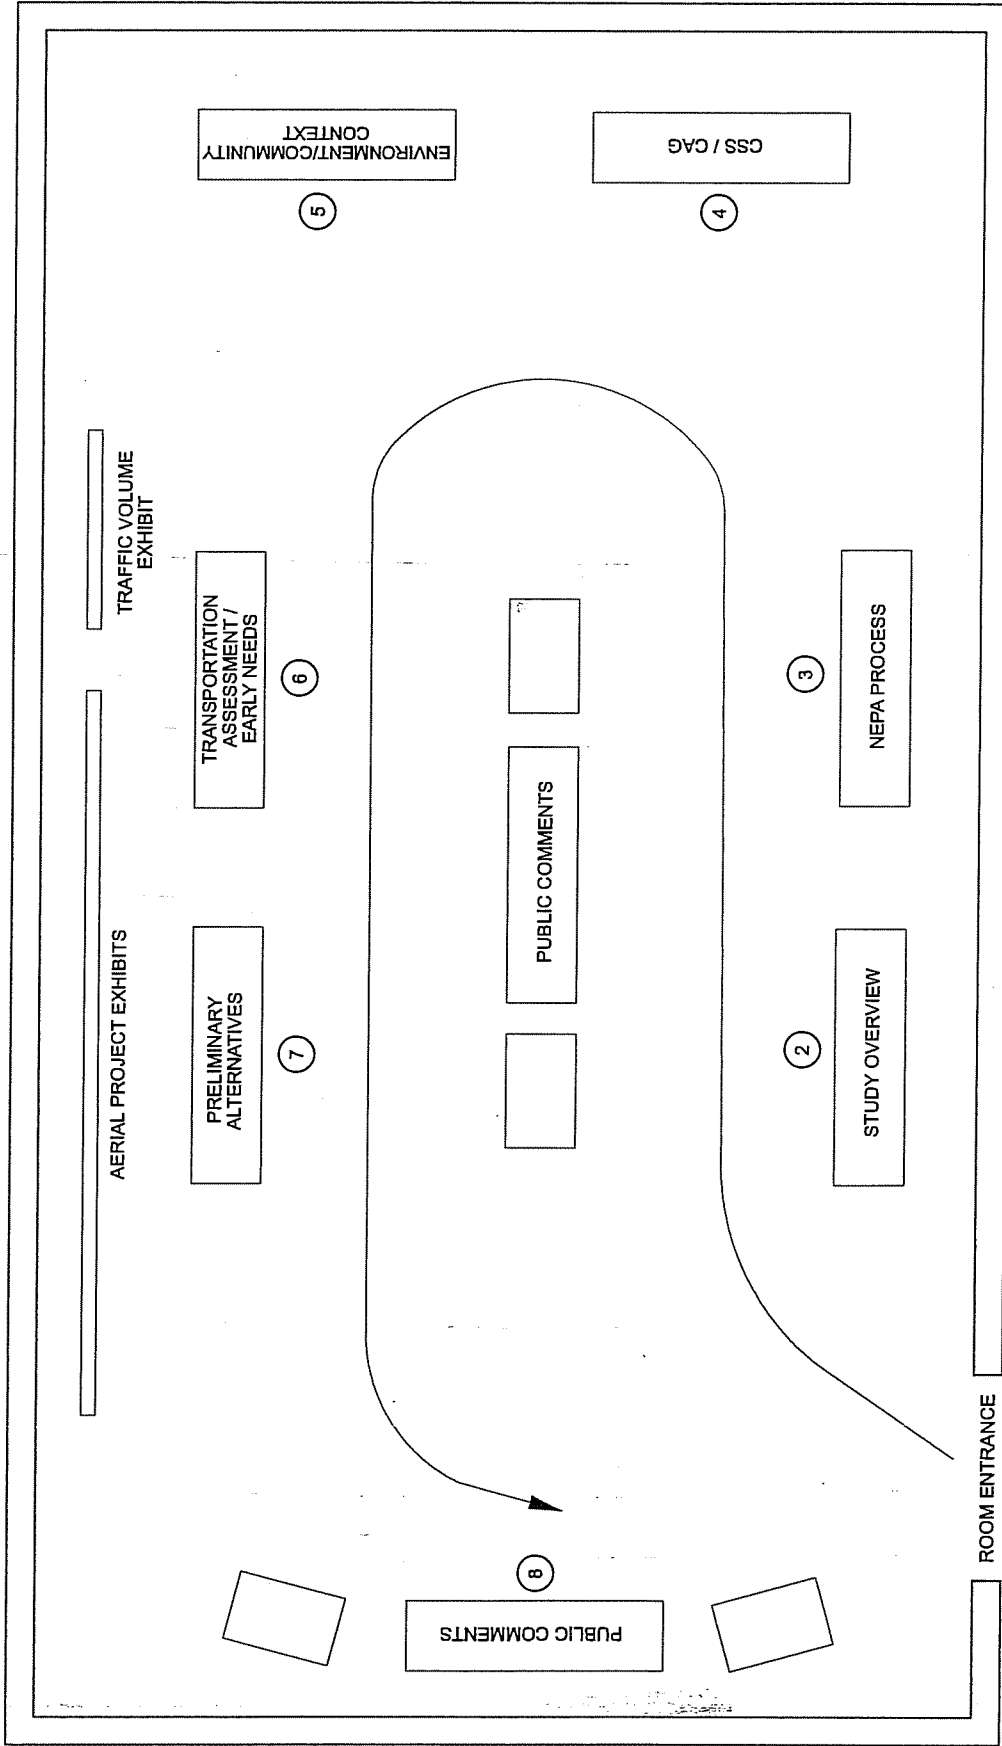 AERIAL PROJECT EXHIBITS
TRAFFIC VOLUME
EXHIBIT
PRELIMINARY
ALTERNATIVES
7
TRANSPORTATION
ASSESSMENT /
EARLY NEEDS
6
ENVIRONMENT/COMMUNITY
CONTEXT
5
PUBLIC COMMENTS
8
PUBLIC COMMENTS
CSS / CAG
4
2
STUDY OVERVIEW
3
NEPA PROCESS
ROOM ENTRANCE